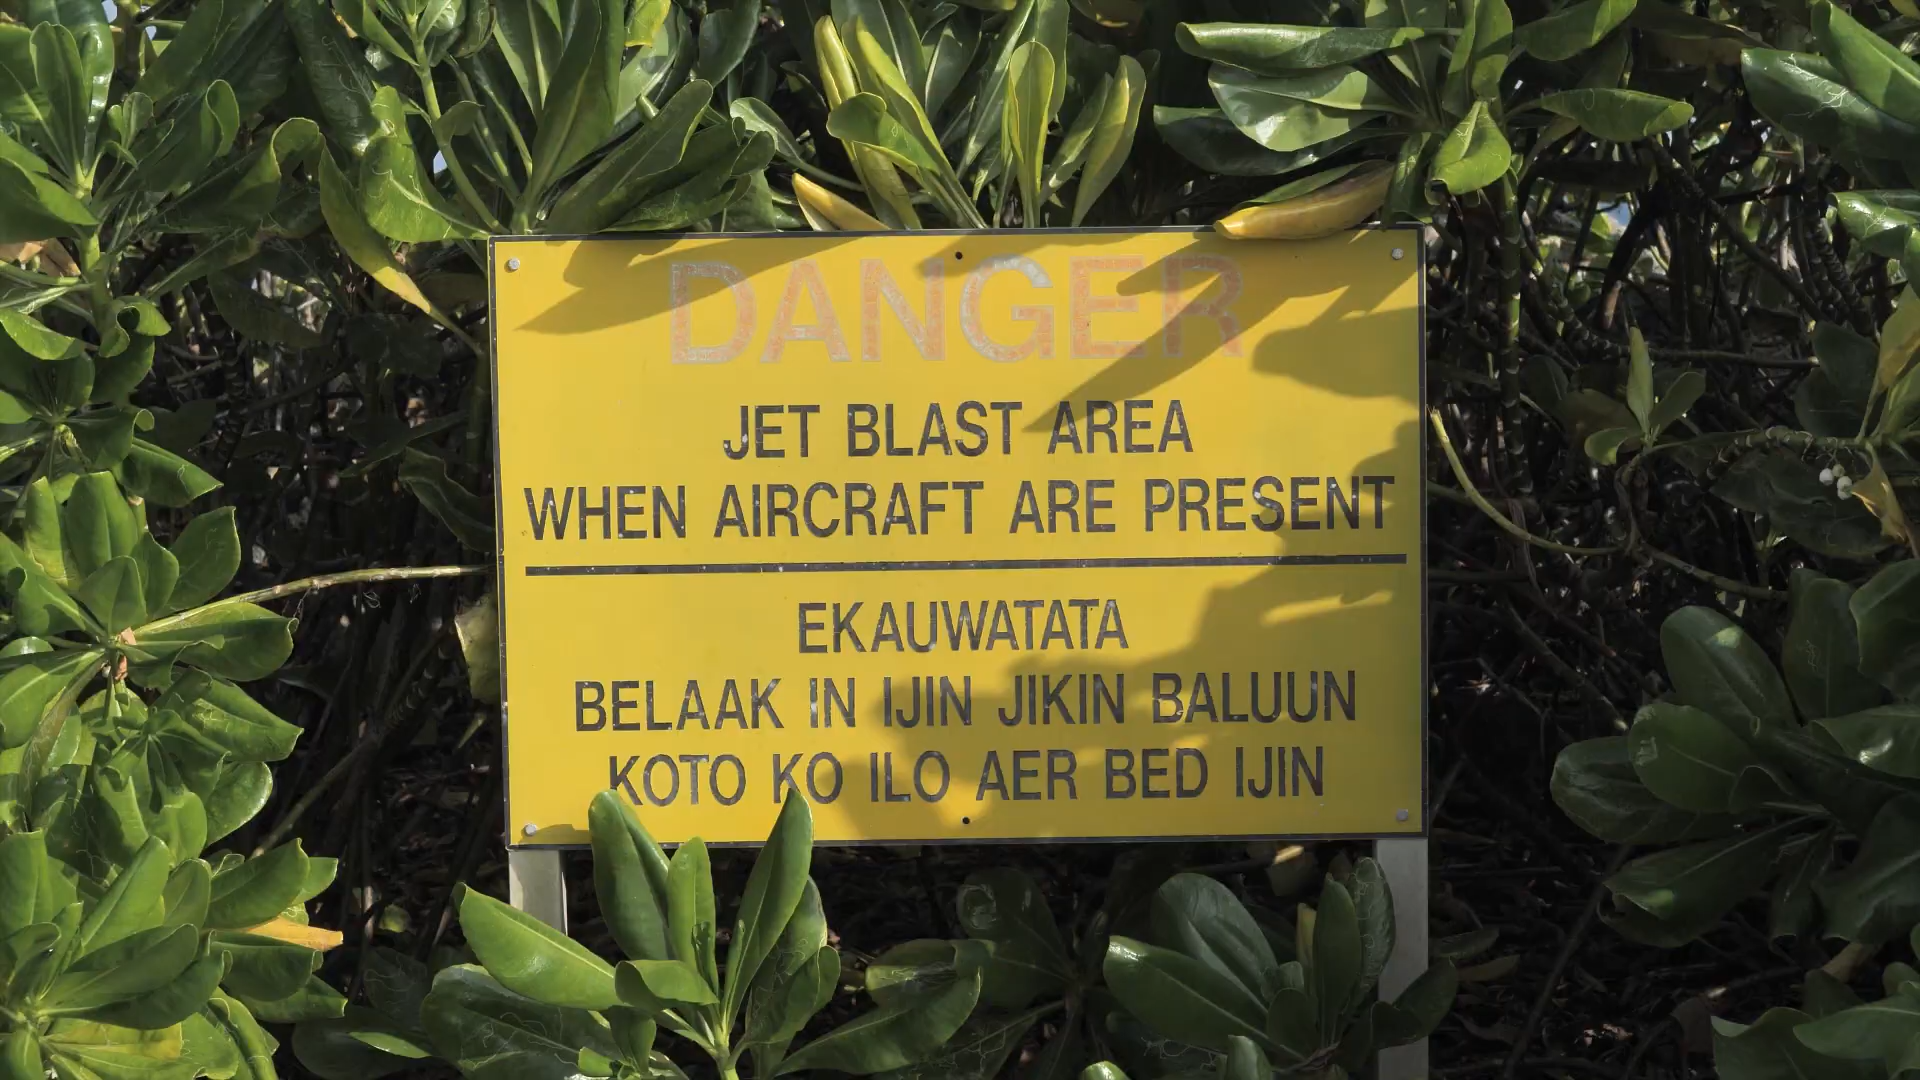 DANGER
JET BLAST AREA
WHEN AIRCRAFT ARE PRESENT
EKAUWATATA
BELAAK IN IJIN JIKIN BALUUN
KOTO KO ILO AER BED IJIN